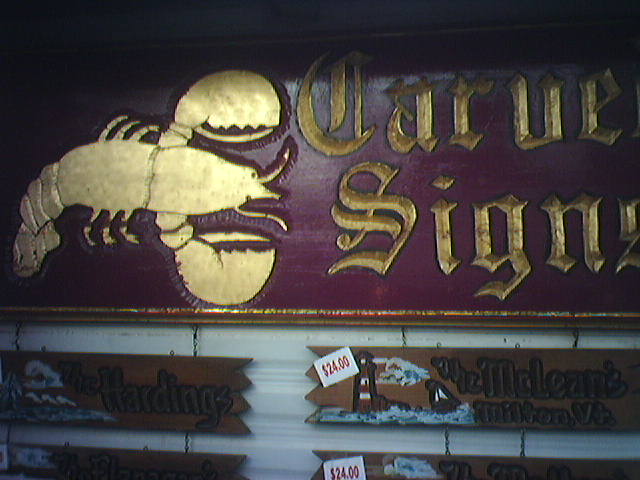 Carve
Signs
$24.00
The Hardings
The McLean's
Milton, Vt.
$24.00